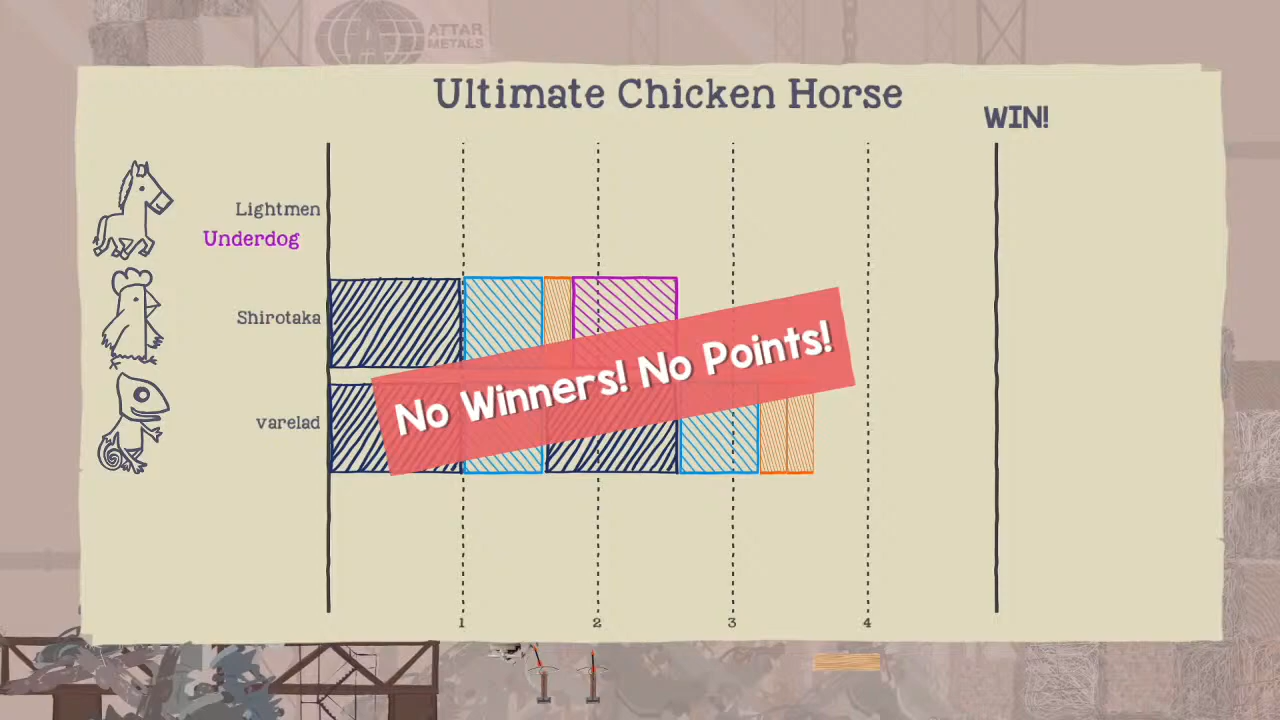 ATTAR
METALS
Ultimate Chicken Horse
WIN!
Lightmen
Underdog
Shirotaka
varelad
No Winners! No Points!
1 2 3 4